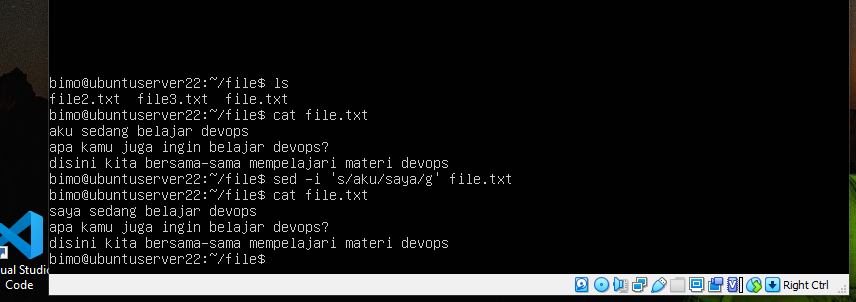 bimo@ubuntuserver22:~/file$ ls
file2.txt  file3.txt  file.txt
bimo@ubuntuserver22:~/file$ cat file.txt
aku sedang belajar devops
apa kamu juga ingin belajar devops?
disini kita bersama-sama mempelajari materi devops
bimo@ubuntuserver22:~/file$ sed -i 's/aku/saya/g' file.txt
bimo@ubuntuserver22:~/file$ cat file.txt
saya sedang belajar devops
apa kamu juga ingin belajar devops?
disini kita bersama-sama mempelajari materi devops
bimo@ubuntuserver22:~/file$
ual Studio
Code
Right Ctrl